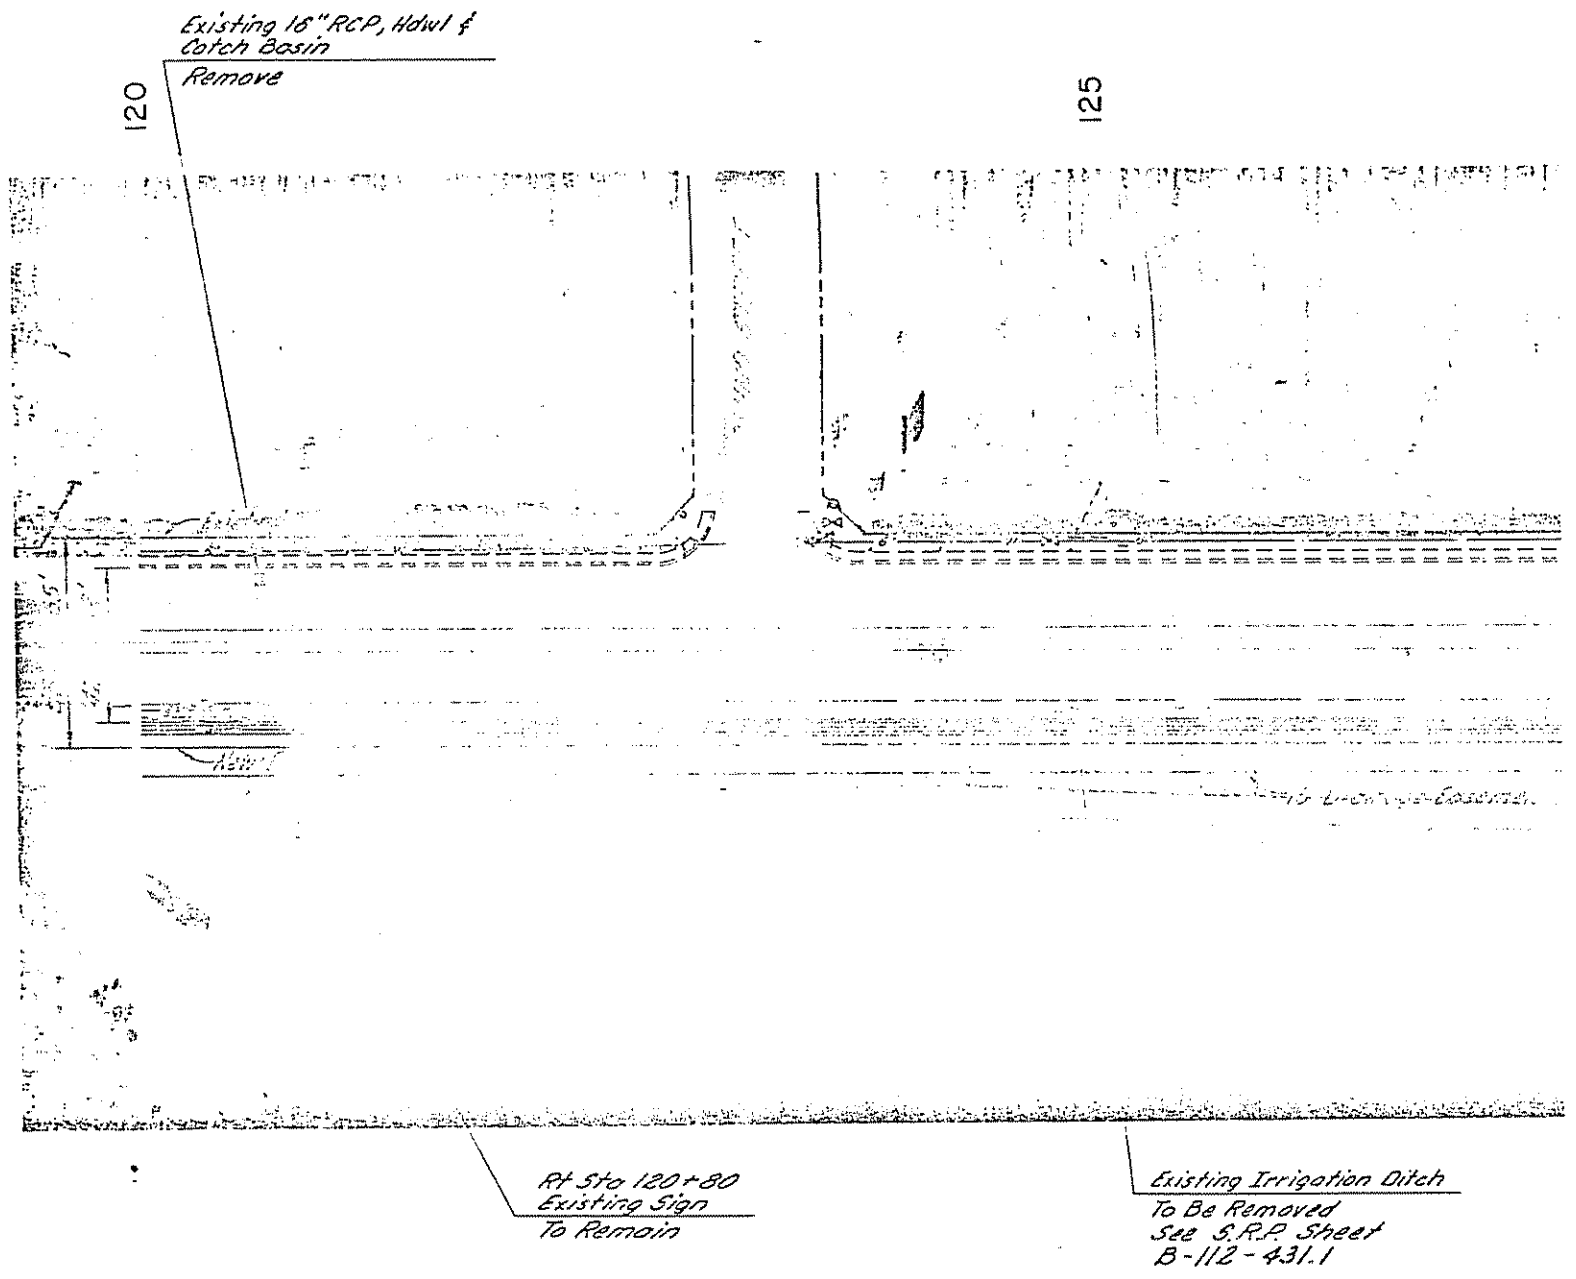 Existing 16" RCP, Hdwl &
Catch Basin
Remove
120
125
Rt Sta 120+80
Existing Sign
To Remain
Existing Irrigation Ditch
To Be Removed
See S.R.P. Sheet
B-112-431.1